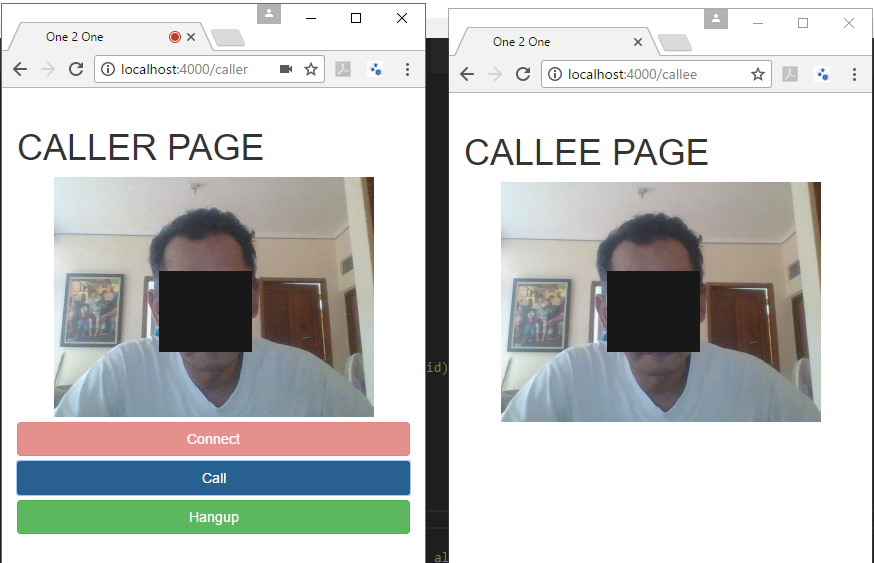 One 2 One
localhost:4000/caller
CALLER PAGE
Connect
Call
Hangup
id)
al
One 2 One
localhost:4000/callee
CALLEE PAGE